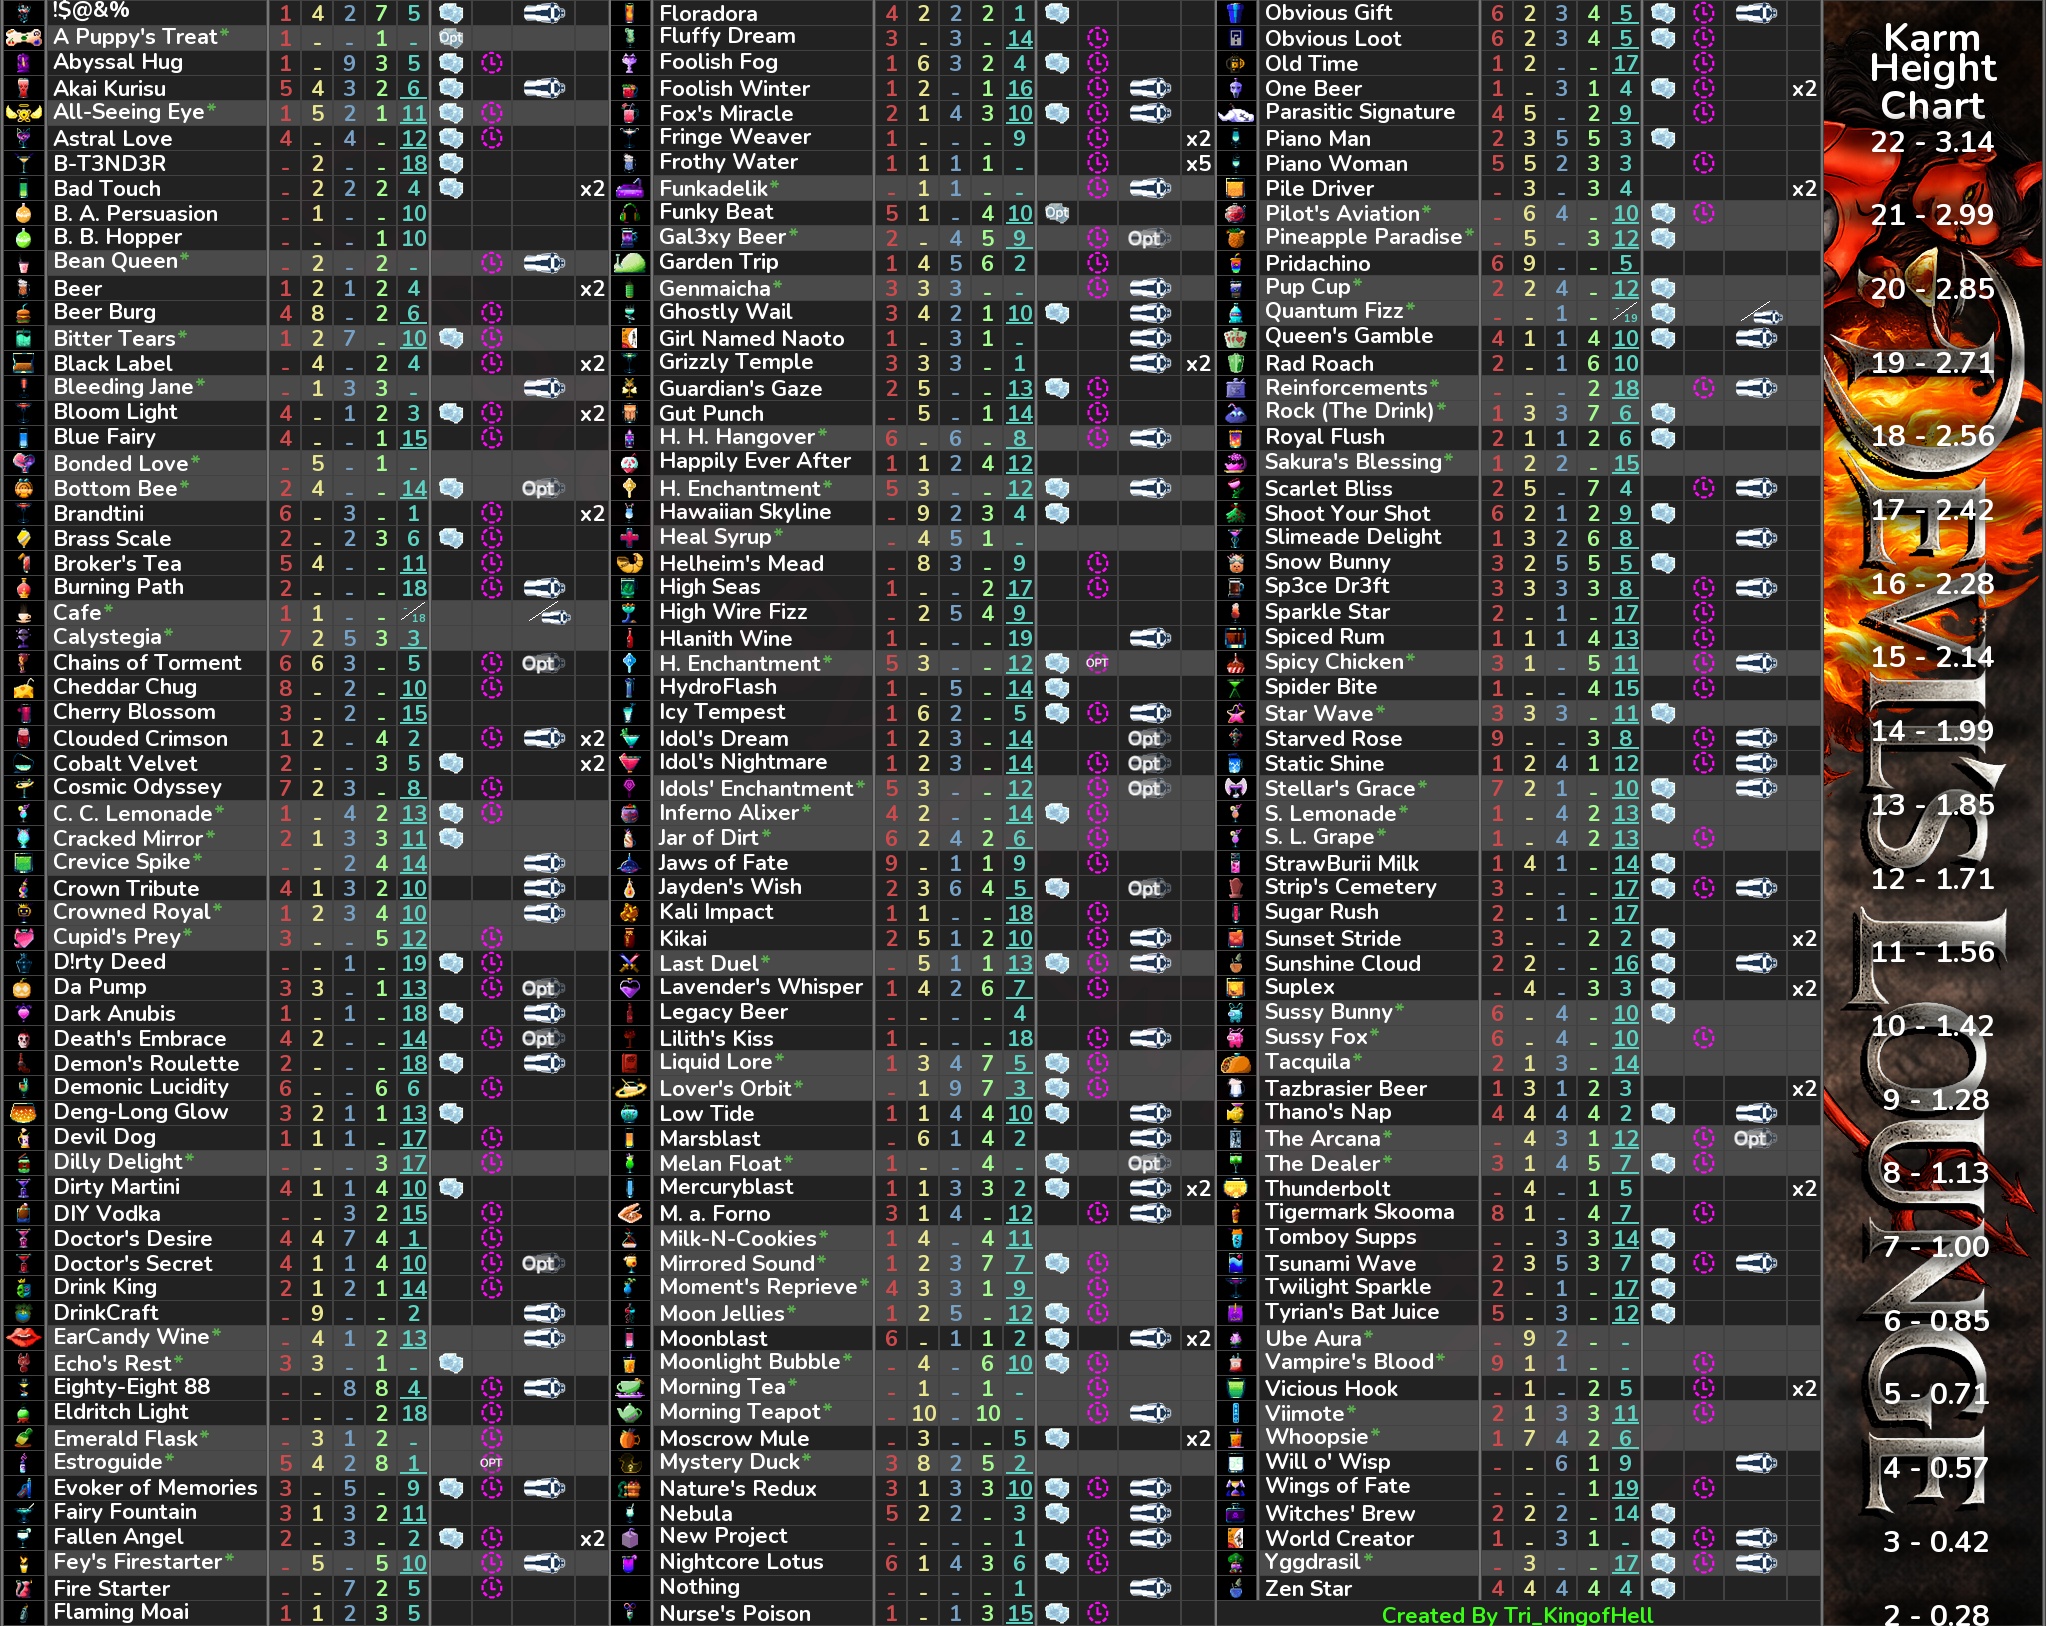 !$@&% 1 4 2 7 5
A Puppy's Treat* 1 - - 1 - Opt
Abyssal Hug 1 - 9 3 5
Akai Kurisu 5 4 3 2 6
All-Seeing Eye* 1 5 2 1 11
Astral Love 4 - 4 - 12
B-T3ND3R - 2 - - 18
Bad Touch - 2 2 2 4 x2
B. A. Persuasion - 1 - - 10
B. B. Hopper - - - 1 10
Bean Queen* - 2 - 2 -
Beer 1 2 1 2 4 x2
Beer Burg 4 8 - 2 6
Bitter Tears* 1 2 7 - 10
Black Label - 4 - 2 4 x2
Bleeding Jane* - 1 3 3 -
Bloom Light 4 - 1 2 3 x2
Blue Fairy 4 - - 1 15
Bonded Love* - 5 - 1 -
Bottom Bee* 2 4 - - 14 Opt
Brandtini 6 - 3 - 1 x2
Brass Scale 2 - 2 3 6
Broker's Tea 5 4 - - 11
Burning Path 2 - - - 18
Cafe* 1 1 - - -/18
Calystegia* 7 2 5 3 3
Chains of Torment 6 6 3 - 5 Opt
Cheddar Chug 8 - 2 - 10
Cherry Blossom 3 - 2 - 15
Clouded Crimson 1 2 - 4 2 x2
Cobalt Velvet 2 - - 3 5 x2
Cosmic Odyssey 7 2 3 - 8
C. C. Lemonade* 1 - 4 2 13
Cracked Mirror* 2 1 3 3 11
Crevice Spike* - - 2 4 14
Crown Tribute 4 1 3 2 10
Crowned Royal* 1 2 3 4 10
Cupid's Prey* 3 - - 5 12
D!rty Deed - - 1 - 19
Da Pump 3 3 - 1 13 Opt
Dark Anubis 1 - 1 - 18
Death's Embrace 4 2 - - 14 Opt
Demon's Roulette 2 - - - 18
Demonic Lucidity 6 - - 6 6
Deng-Long Glow 3 2 1 1 13
Devil Dog 1 1 1 - 17
Dilly Delight* - - - 3 17
Dirty Martini 4 1 1 4 10
DIY Vodka - - 3 2 15
Doctor's Desire 4 4 7 4 1
Doctor's Secret 4 1 1 4 10 Opt
Drink King 2 1 2 1 14
DrinkCraft - 9 - - 2
EarCandy Wine* - 4 1 2 13
Echo's Rest* 3 3 - 1 -
Eighty-Eight 88 - - 8 8 4
Eldritch Light - - - 2 18
Emerald Flask* - 3 1 2 -
Estroguide* 5 4 2 8 1 OPT
Evoker of Memories 3 - 5 - 9
Fairy Fountain 3 1 3 2 11
Fallen Angel 2 - 3 - 2 x2
Fey's Firestarter* - 5 - 5 10
Fire Starter - - 7 2 5
Flaming Moai 1 1 2 3 5
Floradora 4 2 2 2 1
Fluffy Dream 3 - 3 - 14
Foolish Fog 1 6 3 2 4
Foolish Winter 1 2 - 1 16
Fox's Miracle 2 1 4 3 10
Fringe Weaver 1 - - - 9 x2
Frothy Water 1 1 1 1 - x5
Funkadelik* - 1 1 - -
Funky Beat 5 1 - 4 10 Opt
Gal3xy Beer* 2 - 4 5 9 Opt
Garden Trip 1 4 5 6 2
Genmaicha* 3 3 3 - -
Ghostly Wail 3 4 2 1 10
Girl Named Naoto 1 - 3 1 -
Grizzly Temple 3 3 3 - 1 x2
Guardian's Gaze 2 5 - - 13
Gut Punch - 5 - 1 14
H. H. Hangover* 6 - 6 - 8
Happily Ever After 1 1 2 4 12
H. Enchantment* 5 3 - - 12
Hawaiian Skyline - 9 2 3 4
Heal Syrup* - 4 5 1 -
Helheim's Mead - 8 3 - 9
High Seas 1 - - 2 17
High Wire Fizz - 2 5 4 9
Hlanith Wine 1 - - - 19
H. Enchantment* 5 3 - - 12 OPT
HydroFlash 1 - 5 - 14
Icy Tempest 1 6 2 - 5
Idol's Dream 1 2 3 - 14 Opt
Idol's Nightmare 1 2 3 - 14 Opt
Idols' Enchantment* 5 3 - - 12 Opt
Inferno Alixer* 4 2 - - 14
Jar of Dirt* 6 2 4 2 6
Jaws of Fate 9 - 1 1 9
Jayden's Wish 2 3 6 4 5 Opt
Kali Impact 1 1 - - 18
Kikai 2 5 1 2 10
Last Duel* - 5 1 1 13
Lavender's Whisper 1 4 2 6 7
Legacy Beer - - - - 4
Lilith's Kiss 1 - - - 18
Liquid Lore* 1 3 4 7 5
Lover's Orbit* - 1 9 7 3
Low Tide 1 1 4 4 10
Marsblast - 6 1 4 2
Melan Float* 1 - - 4 - Opt
Mercuryblast 1 1 3 3 2 x2
M. a. Forno 3 1 4 - 12
Milk-N-Cookies* 1 4 - 4 11
Mirrored Sound* 1 2 3 7 7
Moment's Reprieve* 4 3 3 1 9
Moon Jellies* 1 2 5 - 12
Moonblast 6 - 1 1 2 x2
Moonlight Bubble* - 4 - 6 10
Morning Tea* - 1 - 1 -
Morning Teapot* - 10 - 10 -
Moscrow Mule - 3 - - 5 x2
Mystery Duck* 3 8 2 5 2
Nature's Redux 3 1 3 3 10
Nebula 5 2 2 - 3
New Project - - - - 1
Nightcore Lotus 6 1 4 3 6
Nothing - - - - 1
Nurse's Poison 1 - 1 3 15
Obvious Gift 6 2 3 4 5
Obvious Loot 6 2 3 4 5
Old Time 1 2 - - 17
One Beer 1 - 3 1 4 x2
Parasitic Signature 4 5 - 2 9
Piano Man 2 3 5 5 3
Piano Woman 5 5 2 3 3
Pile Driver - 3 - 3 4 x2
Pilot's Aviation* - 6 4 - 10
Pineapple Paradise* - 5 - 3 12
Pridachino 6 9 - - 5
Pup Cup* 2 2 4 - 12
Quantum Fizz* - - 1 - -/19
Queen's Gamble 4 1 1 4 10
Rad Roach 2 - 1 6 10
Reinforcements* - - - 2 18
Rock (The Drink)* 1 3 3 7 6
Royal Flush 2 1 1 2 6
Sakura's Blessing* 1 2 2 - 15
Scarlet Bliss 2 5 - 7 4
Shoot Your Shot 6 2 1 2 9
Slimeade Delight 1 3 2 6 8
Snow Bunny 3 2 5 5 5
Sp3ce Dr3ft 3 3 3 3 8
Sparkle Star 2 - 1 - 17
Spiced Rum 1 1 1 4 13
Spicy Chicken* 3 1 - 5 11
Spider Bite 1 - - 4 15
Star Wave* 3 3 3 - 11
Starved Rose 9 - - 3 8
Static Shine 1 2 4 1 12
Stellar's Grace* 7 2 1 - 10
S. Lemonade* 1 - 4 2 13
S. L. Grape* 1 - 4 2 13
StrawBurii Milk 1 4 1 - 14
Strip's Cemetery 3 - - - 17
Sugar Rush 2 - 1 - 17
Sunset Stride 3 - - 2 2 x2
Sunshine Cloud 2 2 - - 16
Suplex - 4 - 3 3 x2
Sussy Bunny* 6 - 4 - 10
Sussy Fox* 6 - 4 - 10
Tacquila* 2 1 3 - 14
Tazbrasier Beer 1 3 1 2 3 x2
Thano's Nap 4 4 4 4 2
The Arcana* - 4 3 1 12 Opt
The Dealer* 3 1 4 5 7
Thunderbolt - 4 - 1 5 x2
Tigermark Skooma 8 1 - 4 7
Tomboy Supps - - 3 3 14
Tsunami Wave 2 3 5 3 7
Twilight Sparkle 2 - 1 - 17
Tyrian's Bat Juice 5 - 3 - 12
Ube Aura* - 9 2 - -
Vampire's Blood* 9 1 1 - -
Vicious Hook - 1 - 2 5 x2
Viimote* 2 1 3 3 11
Whoopsie* 1 7 4 2 6
Will o' Wisp - - 6 1 9
Wings of Fate - - - 1 19
Witches' Brew 2 2 2 - 14
World Creator 1 - 3 1 -
Yggdrasil* - 3 - - 17
Zen Star 4 4 4 4 4
Created By Tri_KingofHell
Karm
Height
Chart
22 - 3.14
21 - 2.99
20 - 2.85
19 - 2.71
18 - 2.56
17 - 2.42
16 - 2.28
15 - 2.14
14 - 1.99
13 - 1.85
12 - 1.71
11 - 1.56
10 - 1.42
9 - 1.28
8 - 1.13
7 - 1.00
6 - 0.85
5 - 0.71
4 - 0.57
3 - 0.42
2 - 0.28
DEVIL'S LOUNGE